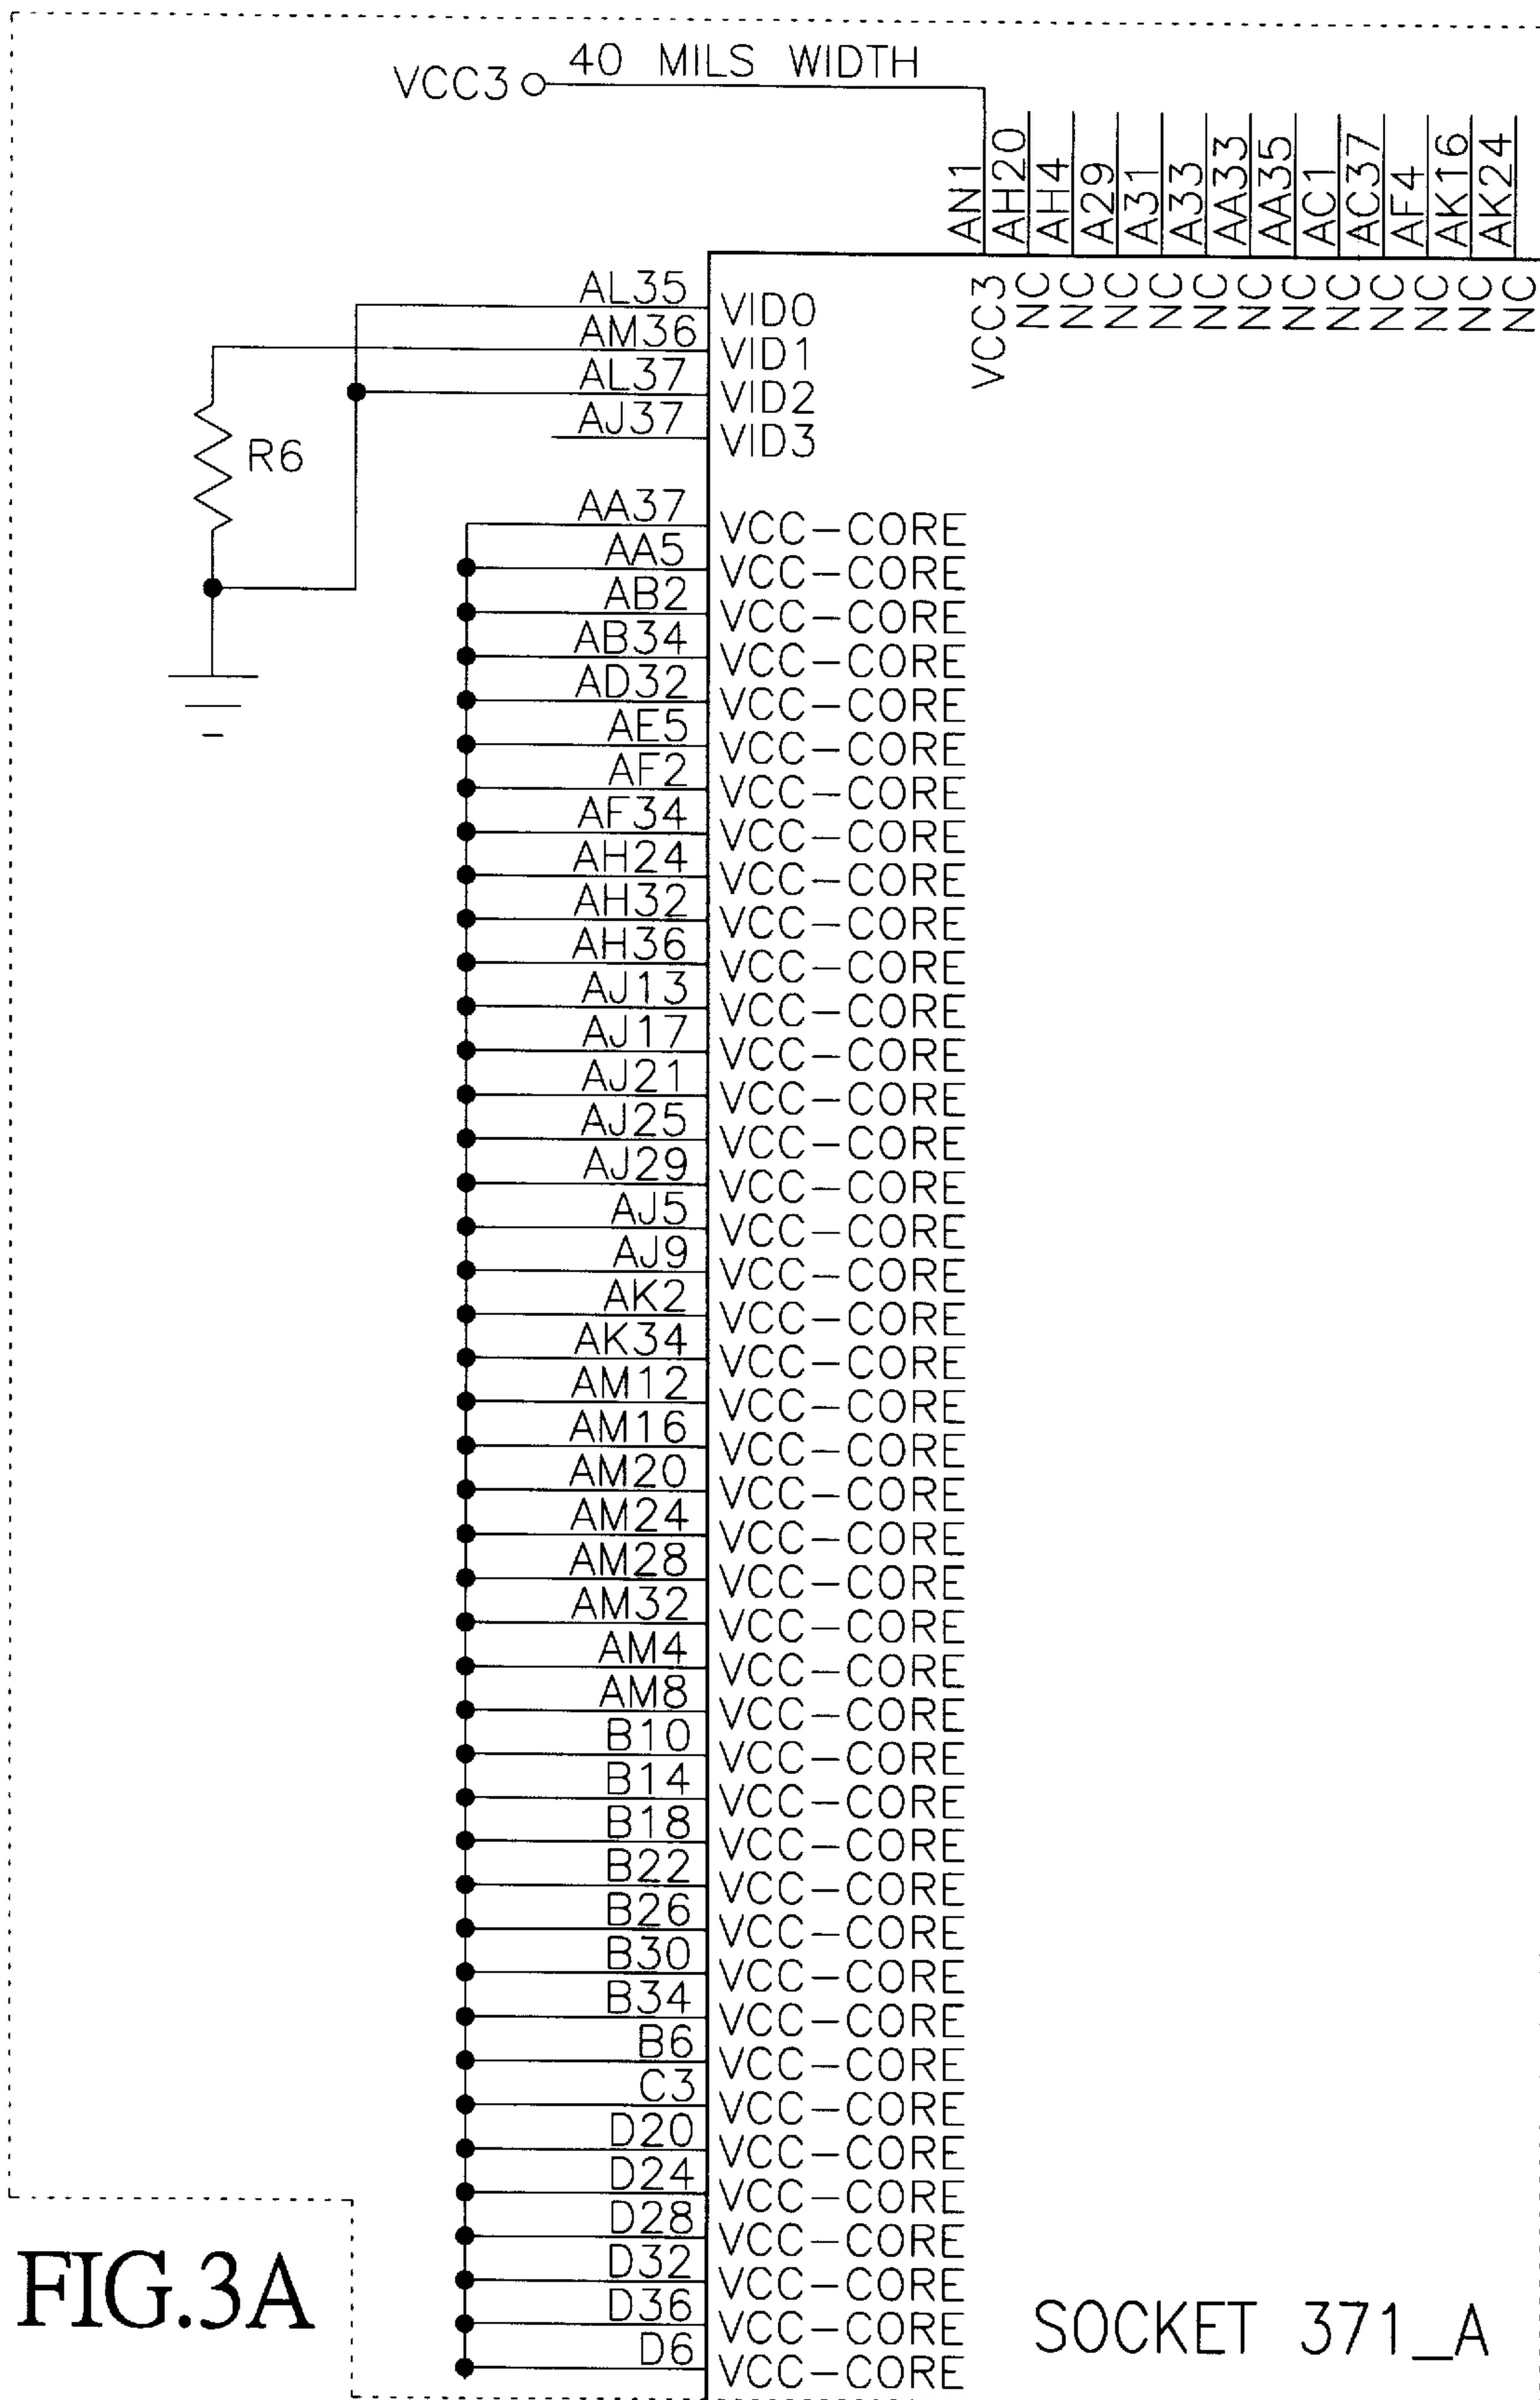 40 MILS WIDTH
VCC3
AN1
AH20
AH4
A29
A31
A33
AA33
AA35
AC1
AC37
AF4
AK16
AK24
VCC3
NC
NC
NC
NC
NC
NC
NC
NC
NC
NC
NC
NC
AL35 VID0
AM36 VID1
AL37 VID2
AJ37 VID3
R6
AA37 VCC-CORE
AA5 VCC-CORE
AB2 VCC-CORE
AB34 VCC-CORE
AD32 VCC-CORE
AE5 VCC-CORE
AF2 VCC-CORE
AF34 VCC-CORE
AH24 VCC-CORE
AH32 VCC-CORE
AH36 VCC-CORE
AJ13 VCC-CORE
AJ17 VCC-CORE
AJ21 VCC-CORE
AJ25 VCC-CORE
AJ29 VCC-CORE
AJ5 VCC-CORE
AJ9 VCC-CORE
AK2 VCC-CORE
AK34 VCC-CORE
AM12 VCC-CORE
AM16 VCC-CORE
AM20 VCC-CORE
AM24 VCC-CORE
AM28 VCC-CORE
AM32 VCC-CORE
AM4 VCC-CORE
AM8 VCC-CORE
B10 VCC-CORE
B14 VCC-CORE
B18 VCC-CORE
B22 VCC-CORE
B26 VCC-CORE
B30 VCC-CORE
B34 VCC-CORE
B6 VCC-CORE
C3 VCC-CORE
D20 VCC-CORE
D24 VCC-CORE
D28 VCC-CORE
D32 VCC-CORE
D36 VCC-CORE
D6 VCC-CORE
FIG.3A
SOCKET 371_A